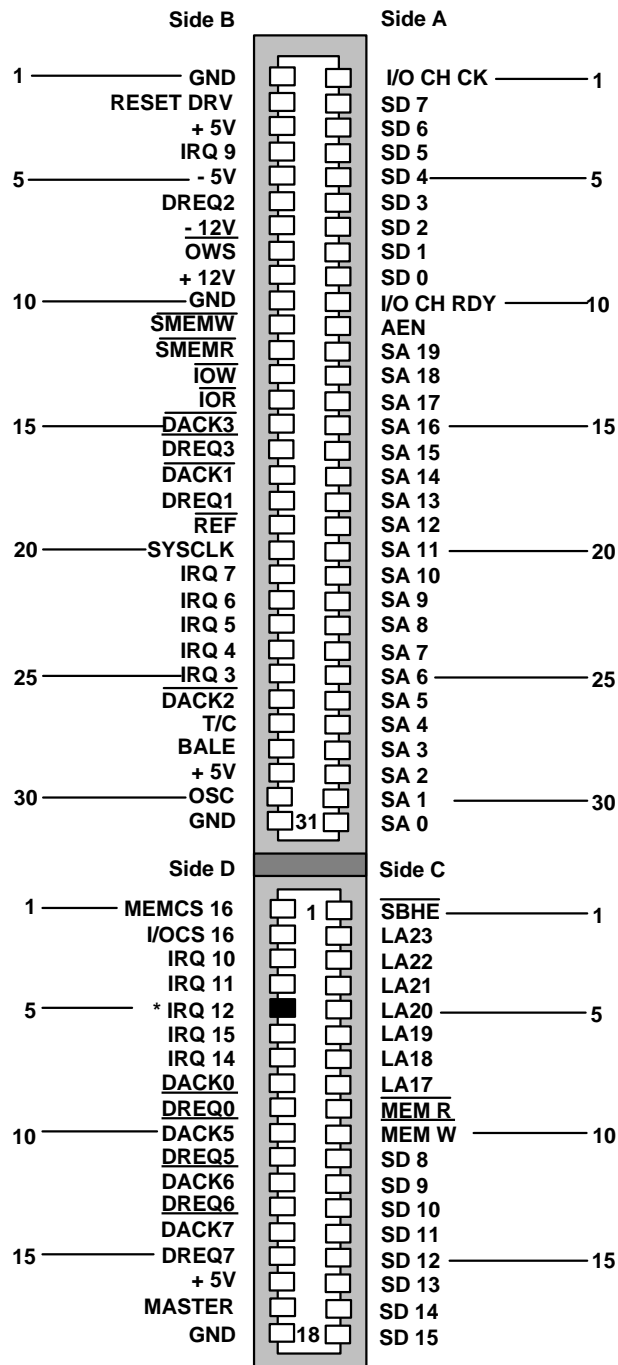 Side B Side A
1 GND I/O CH CK 1
RESET DRV SD 7
+ 5V SD 6
IRQ 9 SD 5
5 - 5V SD 4 5
DREQ2 SD 3
- 12V SD 2
OWS SD 1
+ 12V SD 0
10 GND I/O CH RDY 10
SMEMW AEN
SMEMR SA 19
IOW SA 18
IOR SA 17
15 DACK3 SA 16 15
DREQ3 SA 15
DACK1 SA 14
DREQ1 SA 13
REF SA 12
20 SYSCLK SA 11 20
IRQ 7 SA 10
IRQ 6 SA 9
IRQ 5 SA 8
IRQ 4 SA 7
25 IRQ 3 SA 6 25
DACK2 SA 5
T/C SA 4
BALE SA 3
+ 5V SA 2
30 OSC SA 1 30
GND 31 SA 0
Side D Side C
1 MEMCS 16 1 SBHE 1
I/OCS 16 LA23
IRQ 10 LA22
IRQ 11 LA21
5 * IRQ 12 LA20 5
IRQ 15 LA19
IRQ 14 LA18
DACK0 LA17
DREQ0 MEM R
10 DACK5 MEM W 10
DREQ5 SD 8
DACK6 SD 9
DREQ6 SD 10
DACK7 SD 11
15 DREQ7 SD 12 15
+ 5V SD 13
MASTER SD 14
GND 18 SD 15